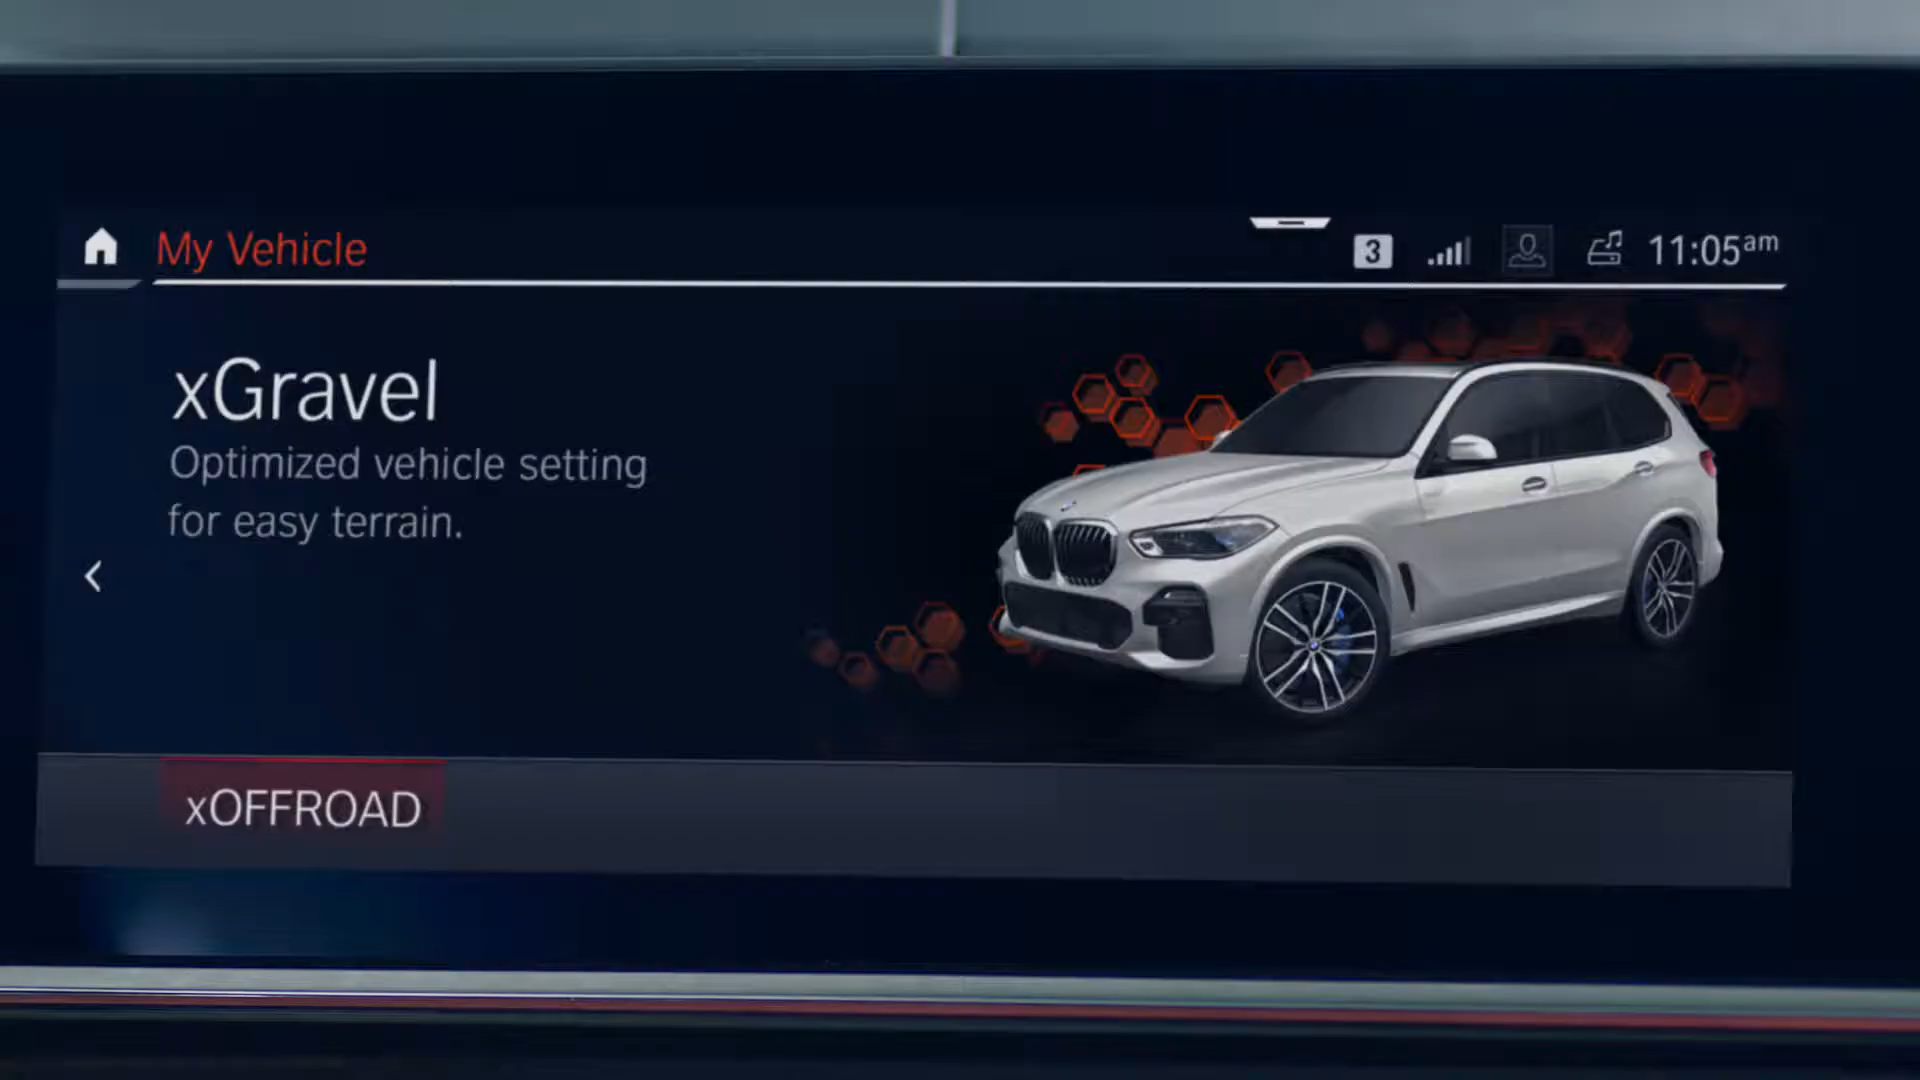 My Vehicle
3
11:05am
xGravel
Optimized vehicle setting
for easy terrain.
xOFFROAD